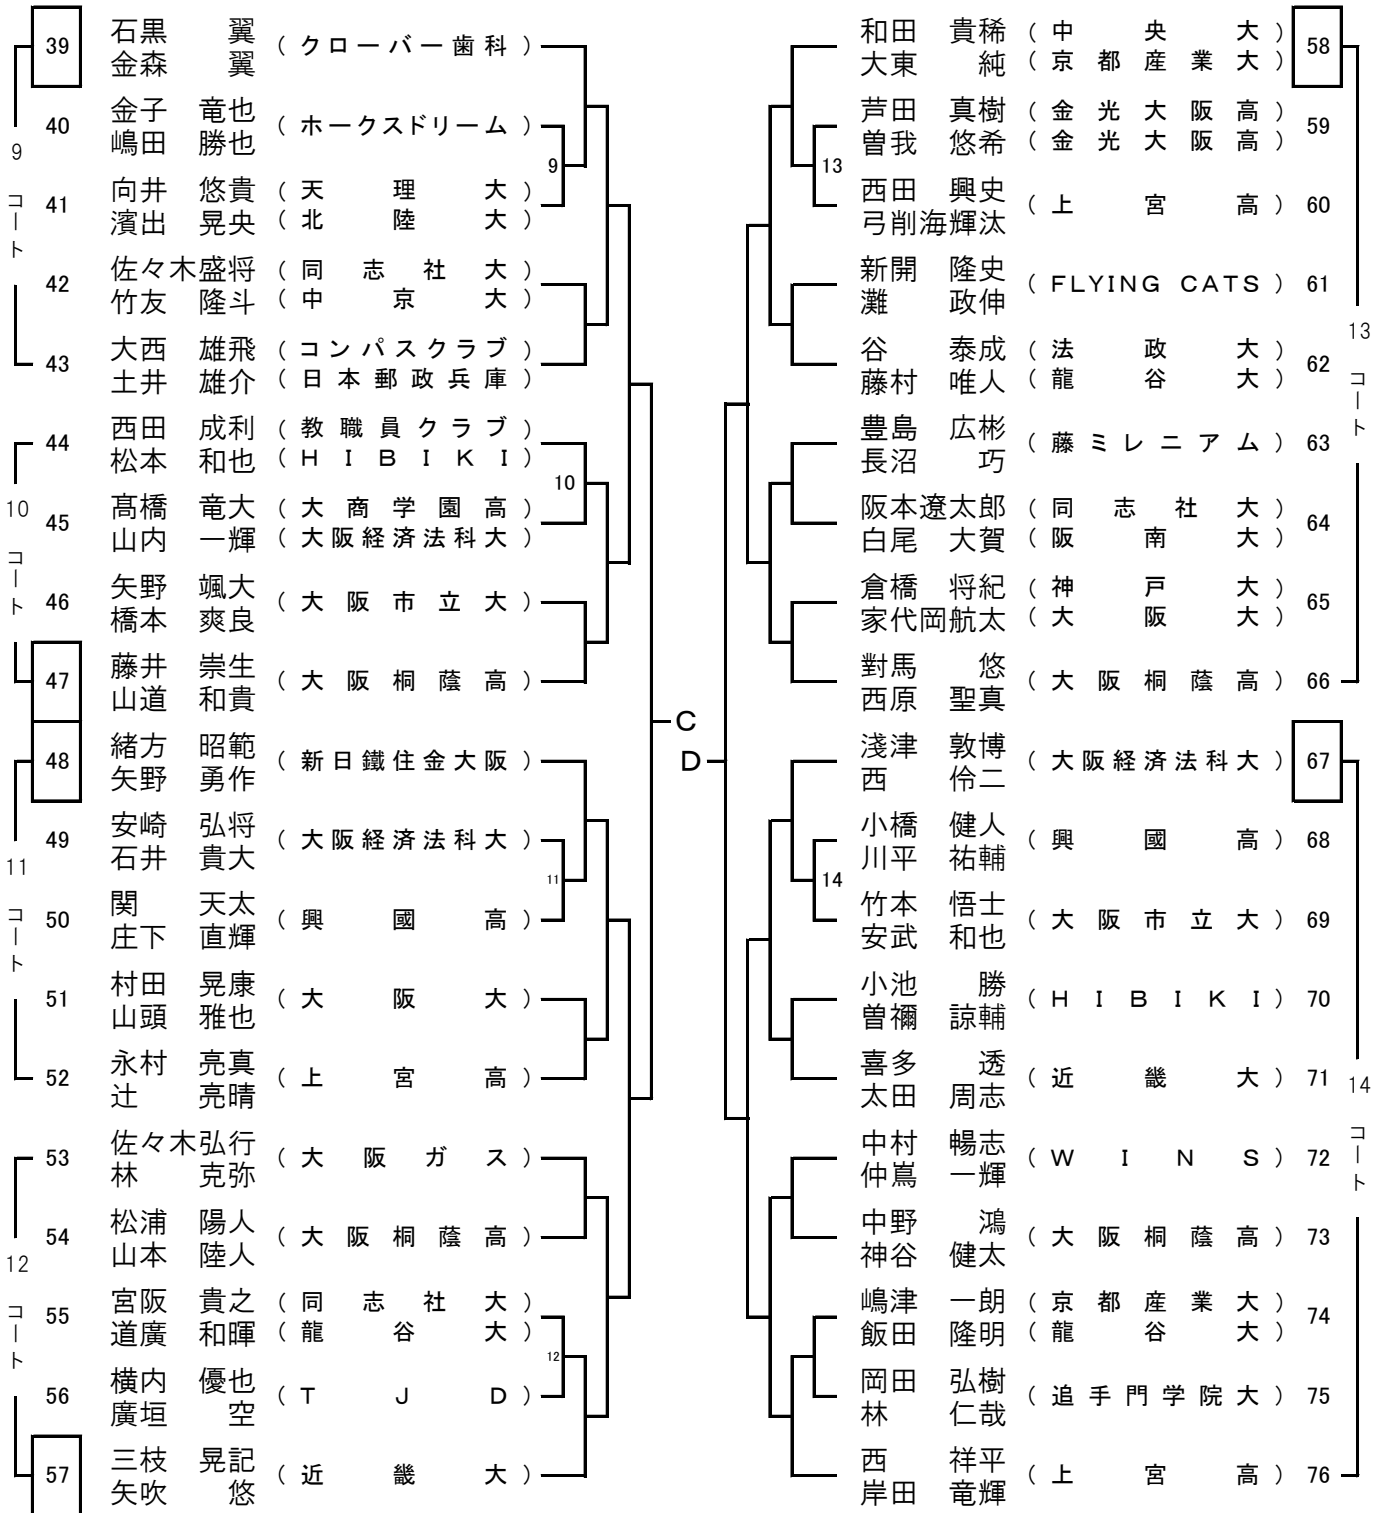 39 石黒 翼 (クローバー歯科)
金森 翼
40 金子 竜也 (ホークスドリーム)
嶋田 勝也
9
41 向井 悠貴 (天理大)
濱出 晃央 (北陸大)
42 佐々木盛将 (同志社大)
竹友 隆斗 (中京大)
43 大西 雄飛 (コンパスクラブ)
土井 雄介 (日本郵政兵庫)
9コート
44 西田 成利 (教職員クラブ)
松本 和也 (HIBIKI)
10
45 髙橋 竜大 (大商学園高)
山内 一輝 (大阪経済法科大)
46 矢野 颯大 (大阪市立大)
橋本 爽良
47 藤井 崇生 (大阪桐蔭高)
山道 和貴
10コート
48 緒方 昭範 (新日鐵住金大阪)
矢野 勇作
49 安崎 弘将 (大阪経済法科大)
石井 貴大
11
50 関 天太 (興國高)
庄下 直輝
51 村田 晃康 (大阪大)
山頭 雅也
52 永村 亮真 (上宮高)
辻 亮晴
11コート
53 佐々木弘行 (大阪ガス)
林 克弥
54 松浦 陽人 (大阪桐蔭高)
山本 陸人
55 宮阪 貴之 (同志社大)
道廣 和暉 (龍谷大)
12
56 横内 優也 (TJD)
廣垣 空
57 三枝 晃記 (近畿大)
矢吹 悠
12コート
C
D
和田 貴稀 (中央大) 58
大東 純 (京都産業大)
芦田 真樹 (金光大阪高) 59
曽我 悠希 (金光大阪高)
13
西田 興史 (上宮高) 60
弓削海輝汰
新開 隆史 (FLYING CATS) 61
灘 政伸
谷 泰成 (法政大) 62
藤村 唯人 (龍谷大)
豊島 広彬 (藤ミレニアム) 63
長沼 巧
阪本遼太郎 (同志社大) 64
白尾 大賀 (阪南大)
倉橋 将紀 (神戸大) 65
家代岡航太 (大阪大)
對馬 悠 (大阪桐蔭高) 66
西原 聖真
13コート
淺津 敦博 (大阪経済法科大) 67
西 伶二
小橋 健人 (興國高) 68
川平 祐輔
14
竹本 悟士 (大阪市立大) 69
安武 和也
小池 勝 (HIBIKI) 70
曽禰 諒輔
喜多 透 (近畿大) 71
太田 周志
中村 暢志 (WINS) 72
仲嶌 一輝
中野 鴻 (大阪桐蔭高) 73
神谷 健太
嶋津 一朗 (京都産業大) 74
飯田 隆明 (龍谷大)
岡田 弘樹 (追手門学院大) 75
林 仁哉
西 祥平 (上宮高) 76
岸田 竜輝
14コート